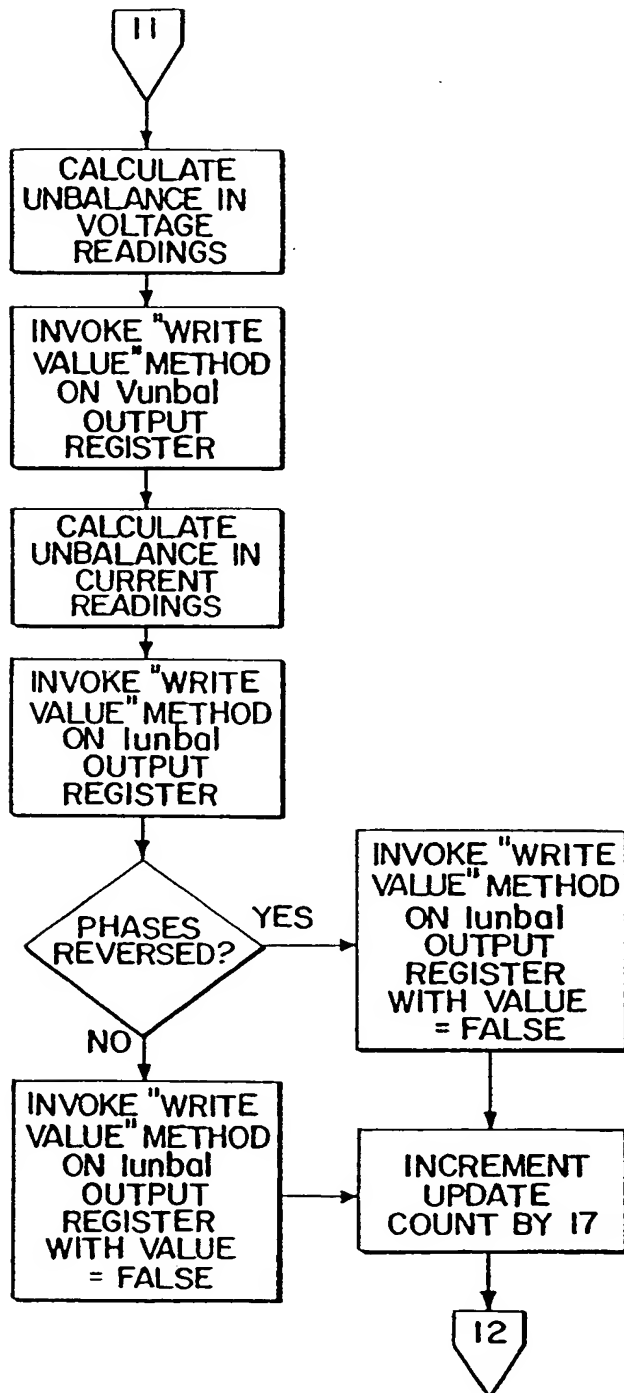 11
CALCULATE
UNBALANCE IN
VOLTAGE
READINGS
INVOKE "WRITE
VALUE" METHOD
ON Vunbal
OUTPUT
REGISTER
CALCULATE
UNBALANCE IN
CURRENT
READINGS
INVOKE "WRITE
VALUE" METHOD
ON Iunbal
OUTPUT
REGISTER
PHASES
REVERSED?
YES
INVOKE "WRITE
VALUE" METHOD
ON Iunbal
OUTPUT
REGISTER
WITH VALUE
= FALSE
NO
INVOKE "WRITE
VALUE" METHOD
ON Iunbal
OUTPUT
REGISTER
WITH VALUE
= FALSE
INCREMENT
UPDATE
COUNT BY 17
12